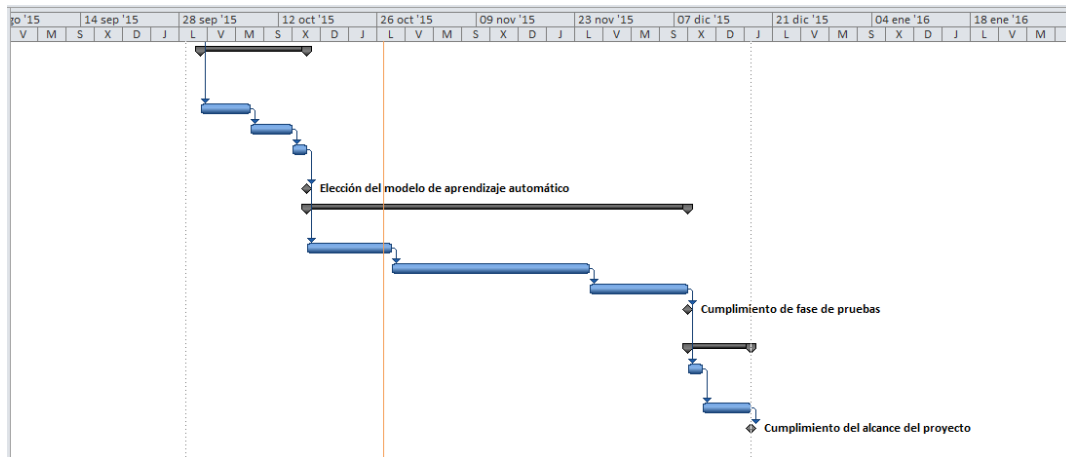 go '15 14 sep '15 28 sep '15 12 oct '15 26 oct '15 09 nov '15 23 nov '15 07 dic '15 21 dic '15 04 ene '16 18 ene '16
V M S X D J L V M S X D J L V M S X D J L V M S X D J L V M S X D J L V M
Elección del modelo de aprendizaje automático
Cumplimiento de fase de pruebas
Cumplimiento del alcance del proyecto